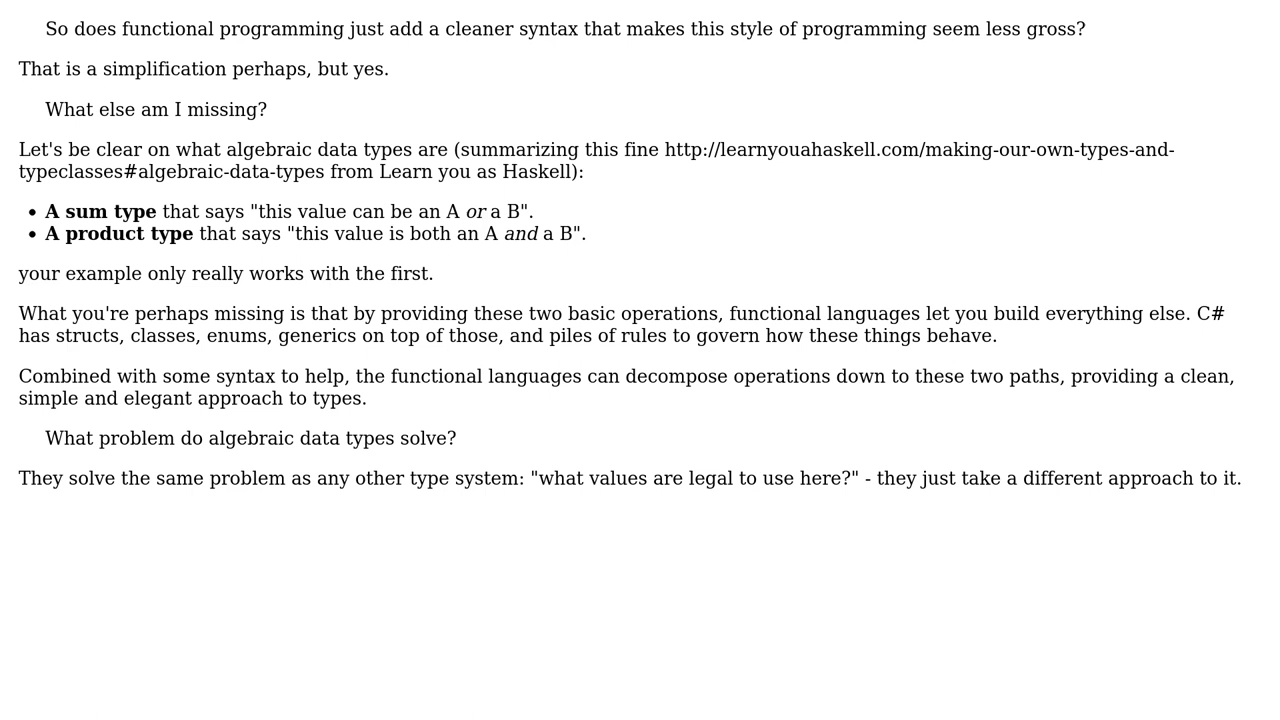 So does functional programming just add a cleaner syntax that makes this style of programming seem less gross?
That is a simplification perhaps, but yes.
What else am I missing?
Let's be clear on what algebraic data types are (summarizing this fine http://learnyouahaskell.com/making-our-own-types-and-
typeclasses#algebraic-data-types from Learn you as Haskell):
• A sum type that says "this value can be an A or a B".
• A product type that says "this value is both an A and a B".
your example only really works with the first.
What you're perhaps missing is that by providing these two basic operations, functional languages let you build everything else. C#
has structs, classes, enums, generics on top of those, and piles of rules to govern how these things behave.
Combined with some syntax to help, the functional languages can decompose operations down to these two paths, providing a clean,
simple and elegant approach to types.
What problem do algebraic data types solve?
They solve the same problem as any other type system: "what values are legal to use here?" - they just take a different approach to it.